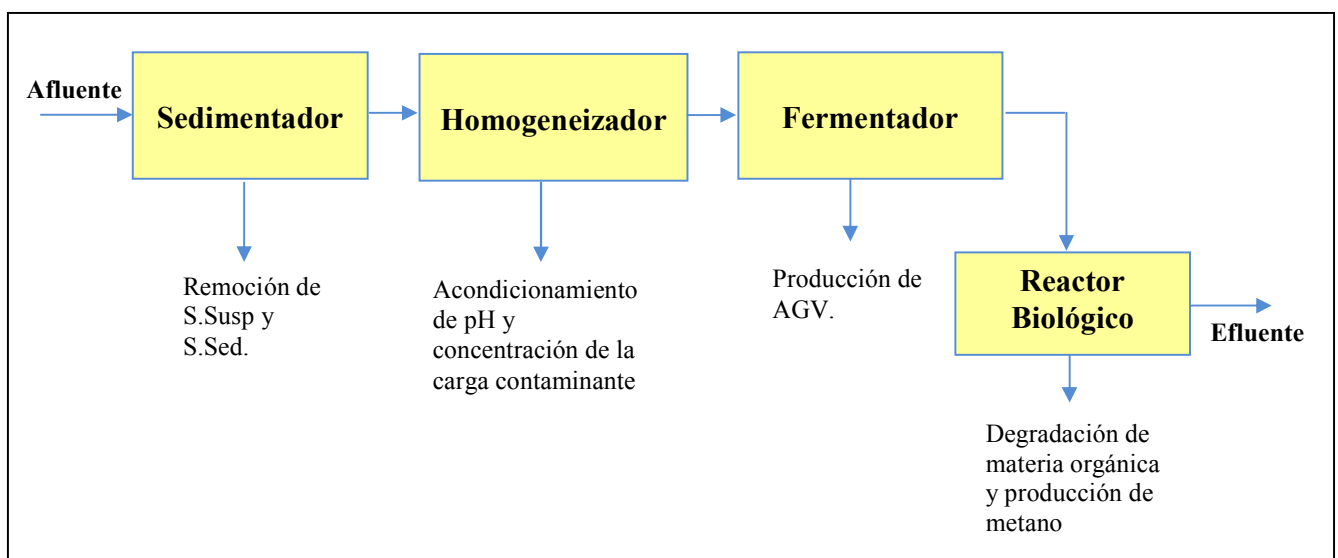 Afluente
Sedimentador
Homogeneizador
Fermentador
Remoción de
S.Susp y
S.Sed.
Acondicionamiento
de pH y
concentración de la
carga contaminante
Producción de
AGV.
Reactor
Biológico
Efluente
Degradación de
materia orgánica
y producción de
metano